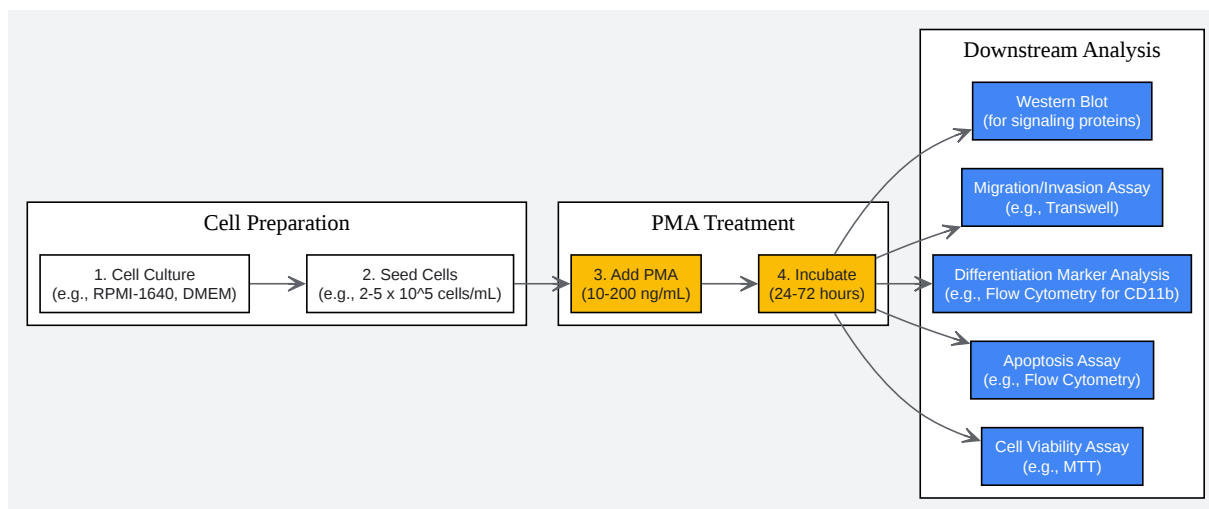 Cell Preparation
1. Cell Culture
(e.g., RPMI-1640, DMEM)
2. Seed Cells
(e.g., 2-5 x 10^5 cells/mL)
PMA Treatment
3. Add PMA
(10-200 ng/mL)
4. Incubate
(24-72 hours)
Downstream Analysis
Western Blot
(for signaling proteins)
Migration/Invasion Assay
(e.g., Transwell)
Differentiation Marker Analysis
(e.g., Flow Cytometry for CD11b)
Apoptosis Assay
(e.g., Flow Cytometry)
Cell Viability Assay
(e.g., MTT)